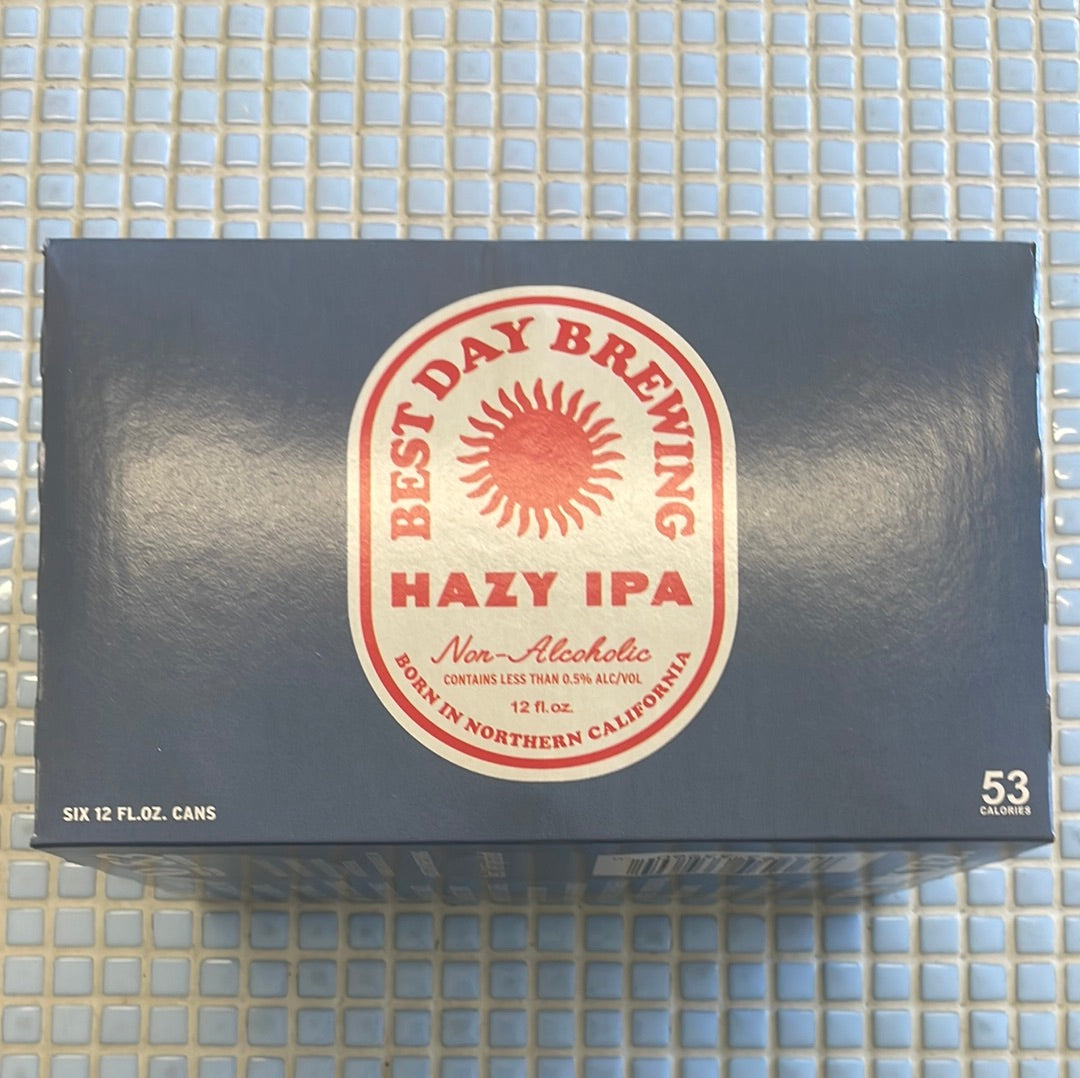 BEST DAY BREWING
HAZY IPA
Non-Alcoholic
CONTAINS LESS THAN 0.5% ALC/VOL
12 fl.oz.
BORN IN NORTHERN CALIFORNIA
SIX 12 FL.OZ. CANS
53
CALORIES